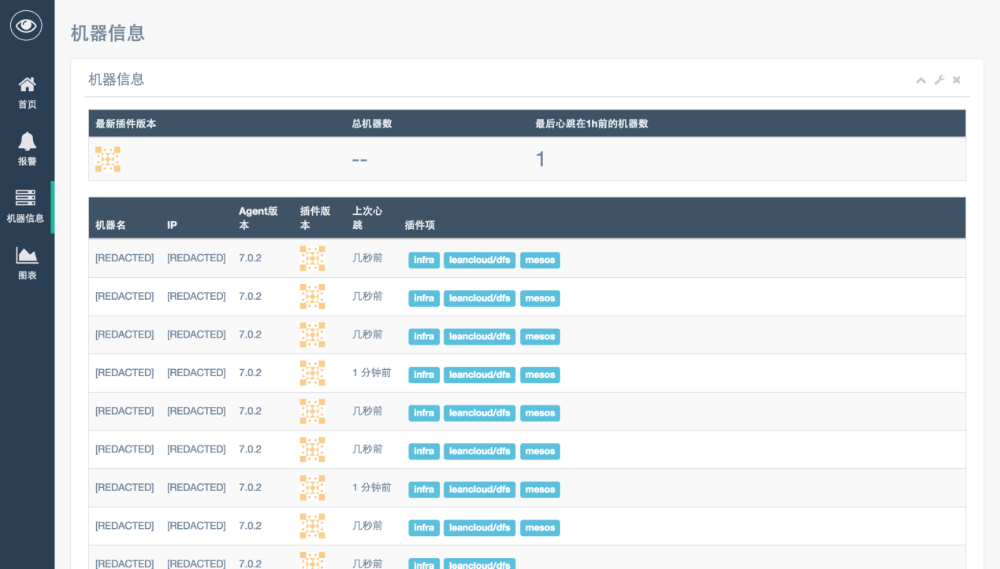 机器信息
首页
报警
机器信息
图表
机器信息
最新插件版本 总机器数 最后心跳在1h前的机器数
-- 1
机器名 IP Agent版本 插件版本 上次心跳 插件项
[REDACTED] [REDACTED] 7.0.2 几秒前 infra leancloud/dfs mesos
[REDACTED] [REDACTED] 7.0.2 几秒前 infra leancloud/dfs mesos
[REDACTED] [REDACTED] 7.0.2 几秒前 infra leancloud/dfs mesos
[REDACTED] [REDACTED] 7.0.2 1 分钟前 infra leancloud/dfs mesos
[REDACTED] [REDACTED] 7.0.2 几秒前 infra leancloud/dfs mesos
[REDACTED] [REDACTED] 7.0.2 几秒前 infra leancloud/dfs mesos
[REDACTED] [REDACTED] 7.0.2 1 分钟前 infra leancloud/dfs mesos
[REDACTED] [REDACTED] 7.0.2 几秒前 infra leancloud/dfs mesos
[REDACTED] [REDACTED] 7.0.2 几秒前 infra leancloud/dfs